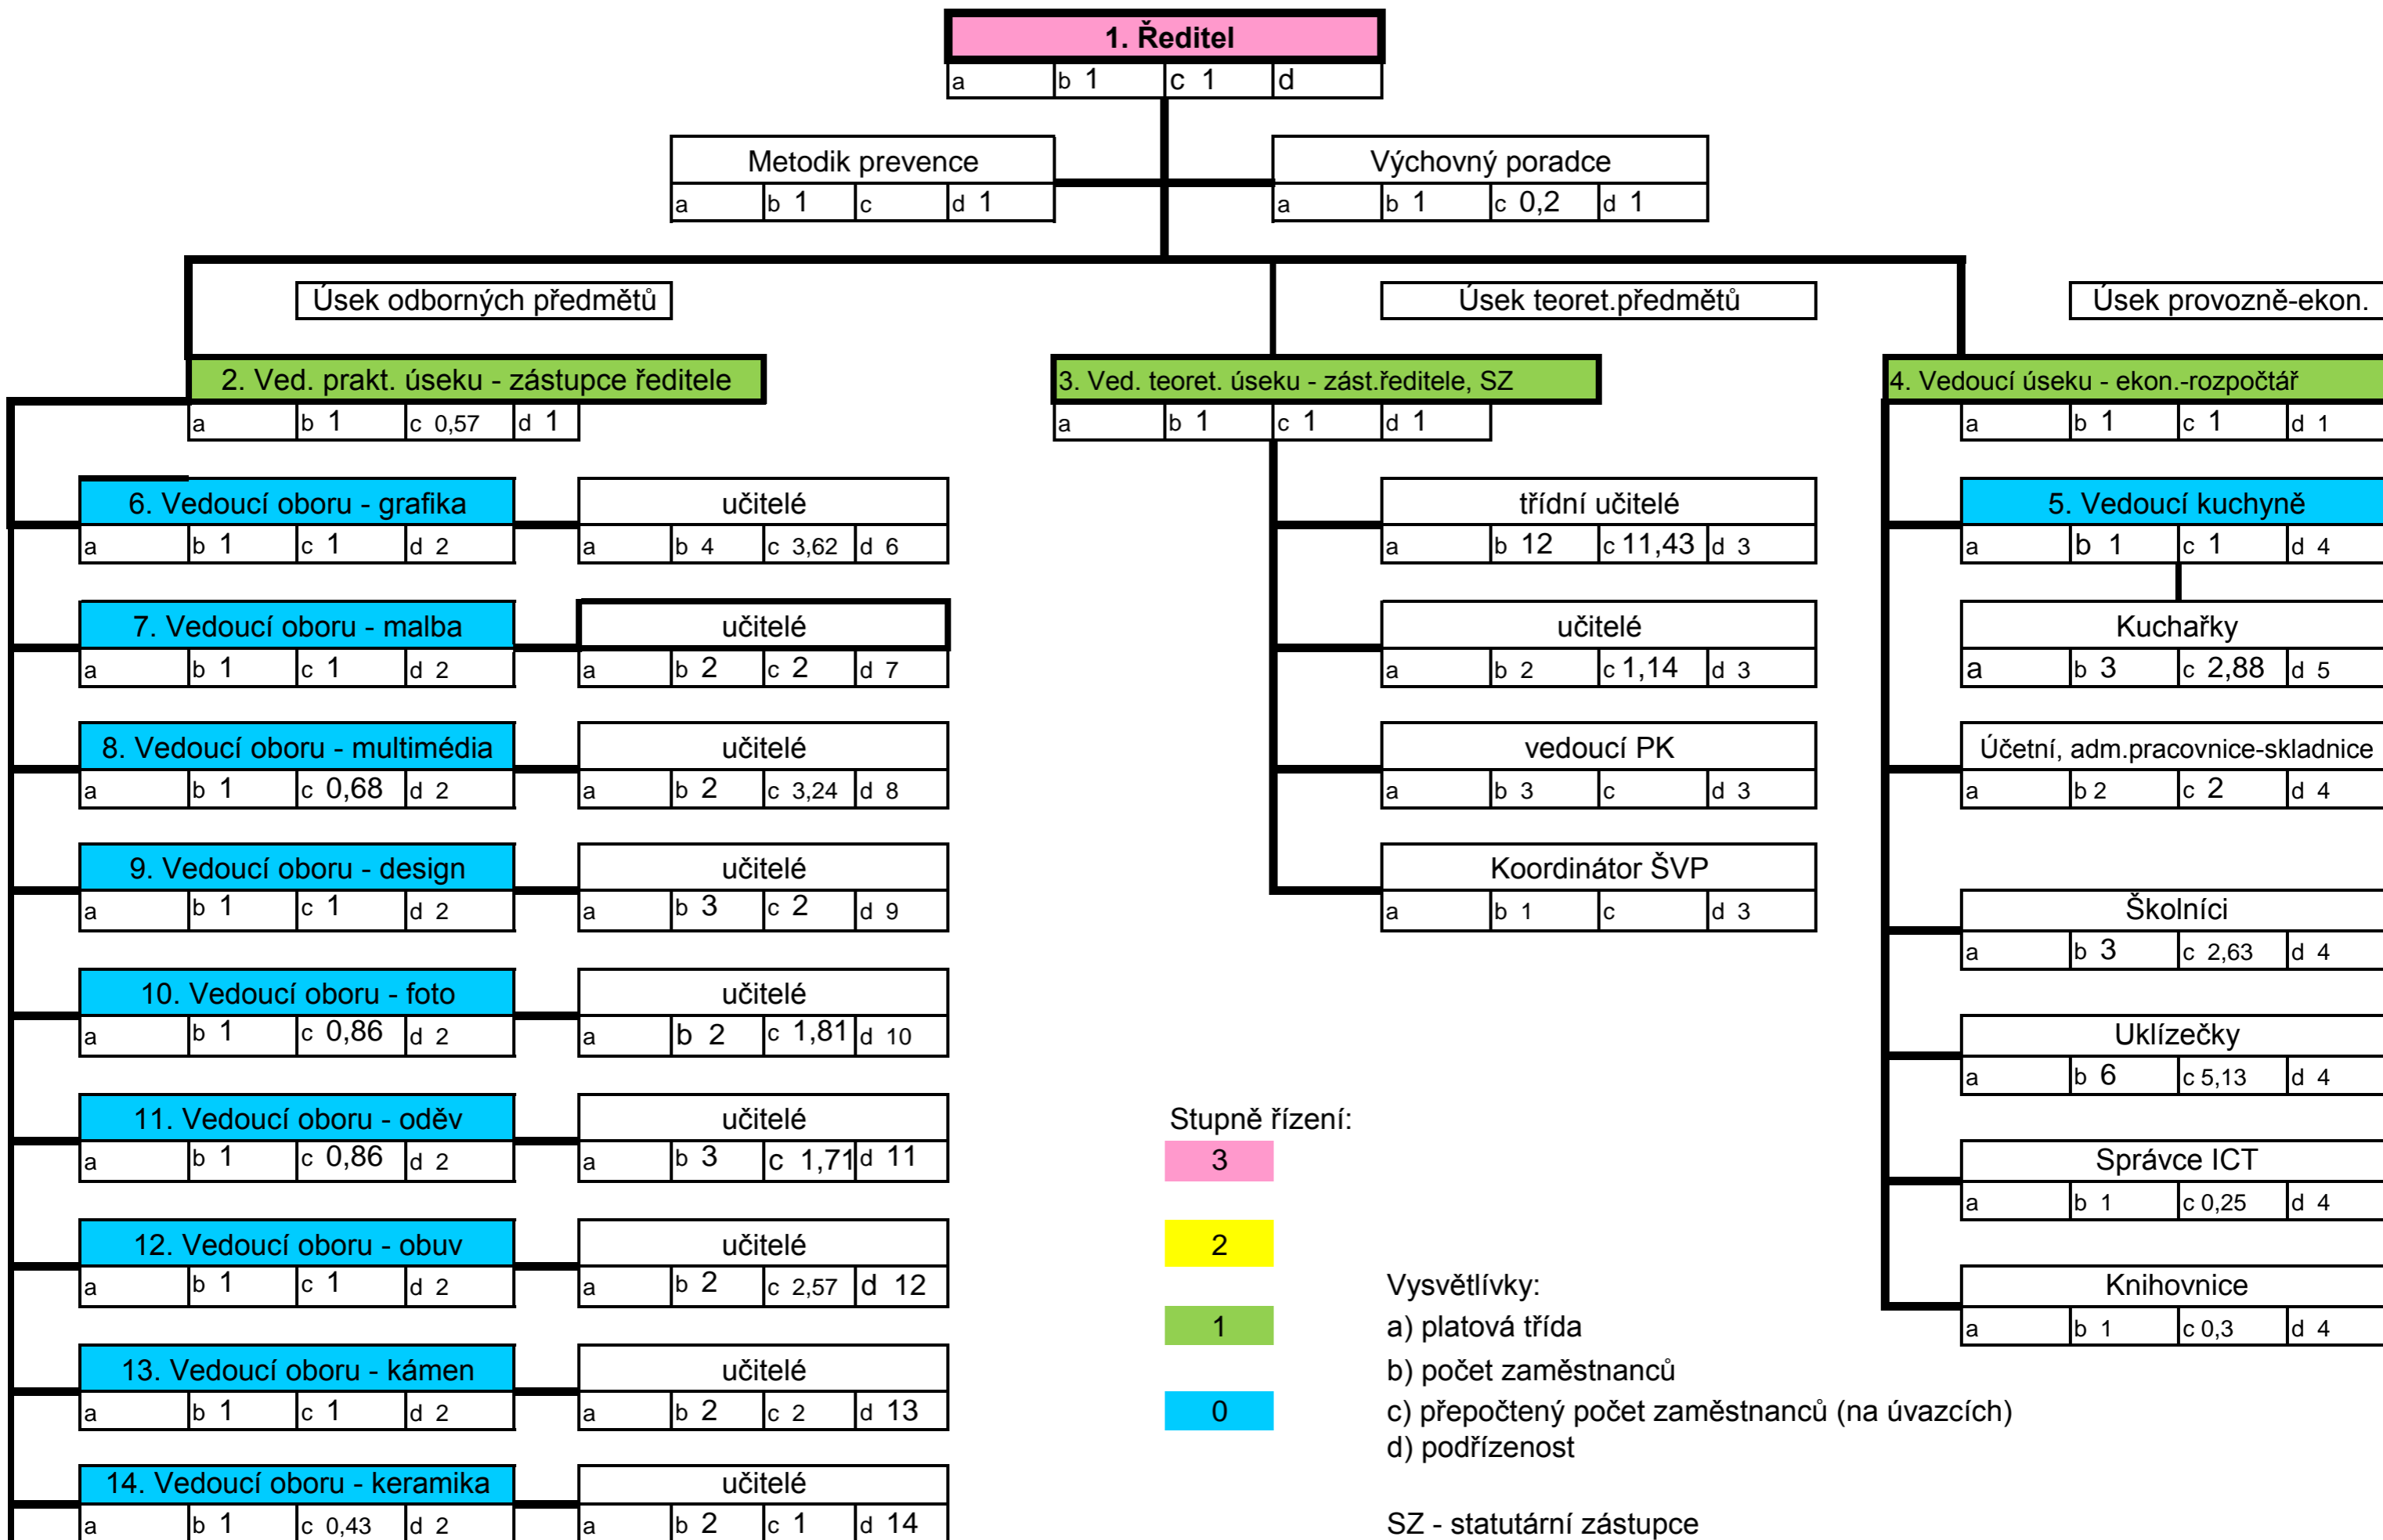 1. Ředitel
a b 1 c 1 d
Metodik prevence Výchovný poradce
a b 1 c d 1 a b 1 c 0,2 d 1
Úsek odborných předmětů Úsek teoret.předmětů Úsek provozně-ekon.
2. Ved. prakt. úseku - zástupce ředitele 3. Ved. teoret. úseku - zást.ředitele, SZ 4. Vedoucí úseku - ekon.-rozpočtář
a b 1 c 0,57 d 1 a b 1 c 1 d 1 a b 1 c 1 d 1
6. Vedoucí oboru - grafika učitelé třídní učitelé 5. Vedoucí kuchyně
a b 1 c 1 d 2 a b 4 c 3,62 d 6 a b 12 c 11,43 d 3 a b 1 c 1 d 4
7. Vedoucí oboru - malba učitelé učitelé Kuchařky
a b 1 c 1 d 2 a b 2 c 2 d 7 a b 2 c 1,14 d 3 a b 3 c 2,88 d 5
8. Vedoucí oboru - multimédia učitelé vedoucí PK Účetní, adm.pracovnice-skladnice
a b 1 c 0,68 d 2 a b 2 c 3,24 d 8 a b 3 c d 3 a b 2 c 2 d 4
9. Vedoucí oboru - design učitelé Koordinátor ŠVP Školníci
a b 1 c 1 d 2 a b 3 c 2 d 9 a b 1 c d 3 a b 3 c 2,63 d 4
10. Vedoucí oboru - foto učitelé Uklízečky
a b 1 c 0,86 d 2 a b 2 c 1,81 d 10 a b 6 c 5,13 d 4
11. Vedoucí oboru - oděv učitelé Stupně řízení: Správce ICT
a b 1 c 0,86 d 2 a b 3 c 1,71 d 11 3 a b 1 c 0,25 d 4
12. Vedoucí oboru - obuv učitelé 2 Knihovnice
a b 1 c 1 d 2 a b 2 c 2,57 d 12 Vysvětlívky: a b 1 c 0,3 d 4
1 a) platová třída
13. Vedoucí oboru - kámen učitelé b) počet zaměstnanců
a b 1 c 1 d 2 a b 2 c 2 d 13 0 c) přepočtený počet zaměstnanců (na úvazcích)
d) podřízenost
14. Vedoucí oboru - keramika učitelé
a b 1 c 0,43 d 2 a b 2 c 1 d 14 SZ - statutární zástupce